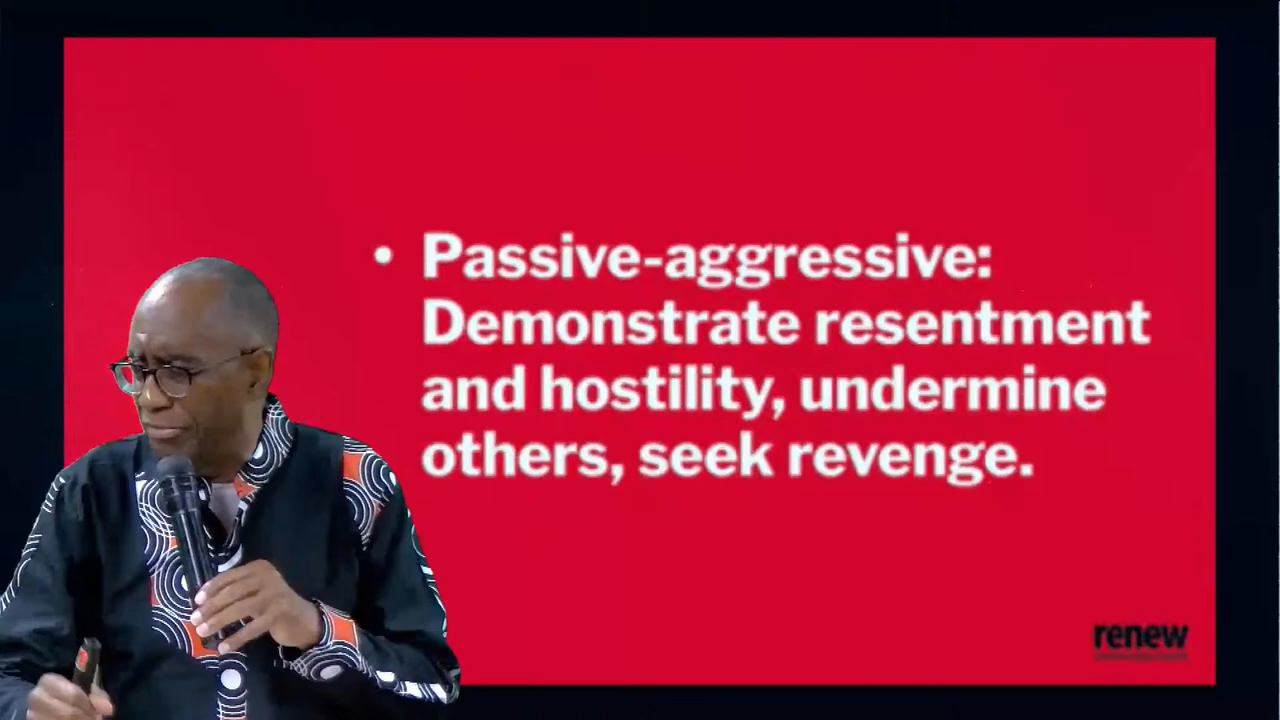 • Passive-aggressive:
Demonstrate resentment
and hostility, undermine
others, seek revenge.
renew